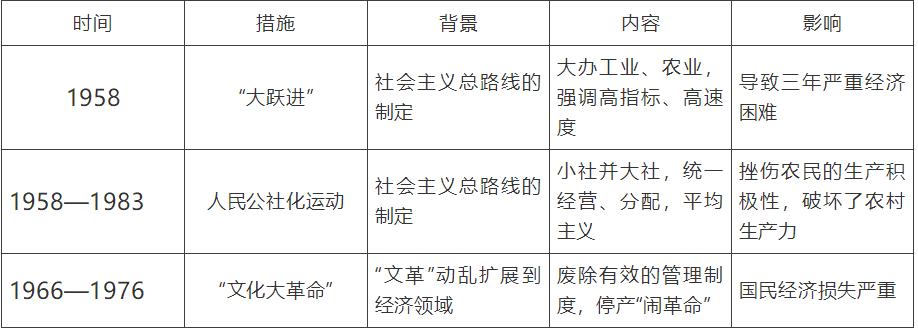 时间 措施 背景 内容 影响
1958 “大跃进” 社会主义总路线的制定 大办工业、农业，强调高指标、高速度 导致三年严重经济困难
1958—1983 人民公社化运动 社会主义总路线的制定 小社并大社，统一经营、分配，平均主义 挫伤农民的生产积极性，破坏了农村生产力
1966—1976 “文化大革命” “文革”动乱扩展到经济领域 废除有效的管理制度，停产“闹革命” 国民经济损失严重